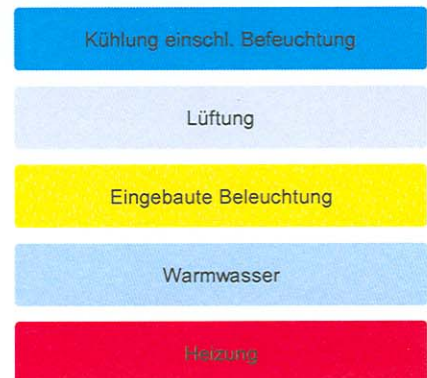 Kühlung einschl. Befeuchtung
Lüftung
Eingebaute Beleuchtung
Warmwasser
Heizung